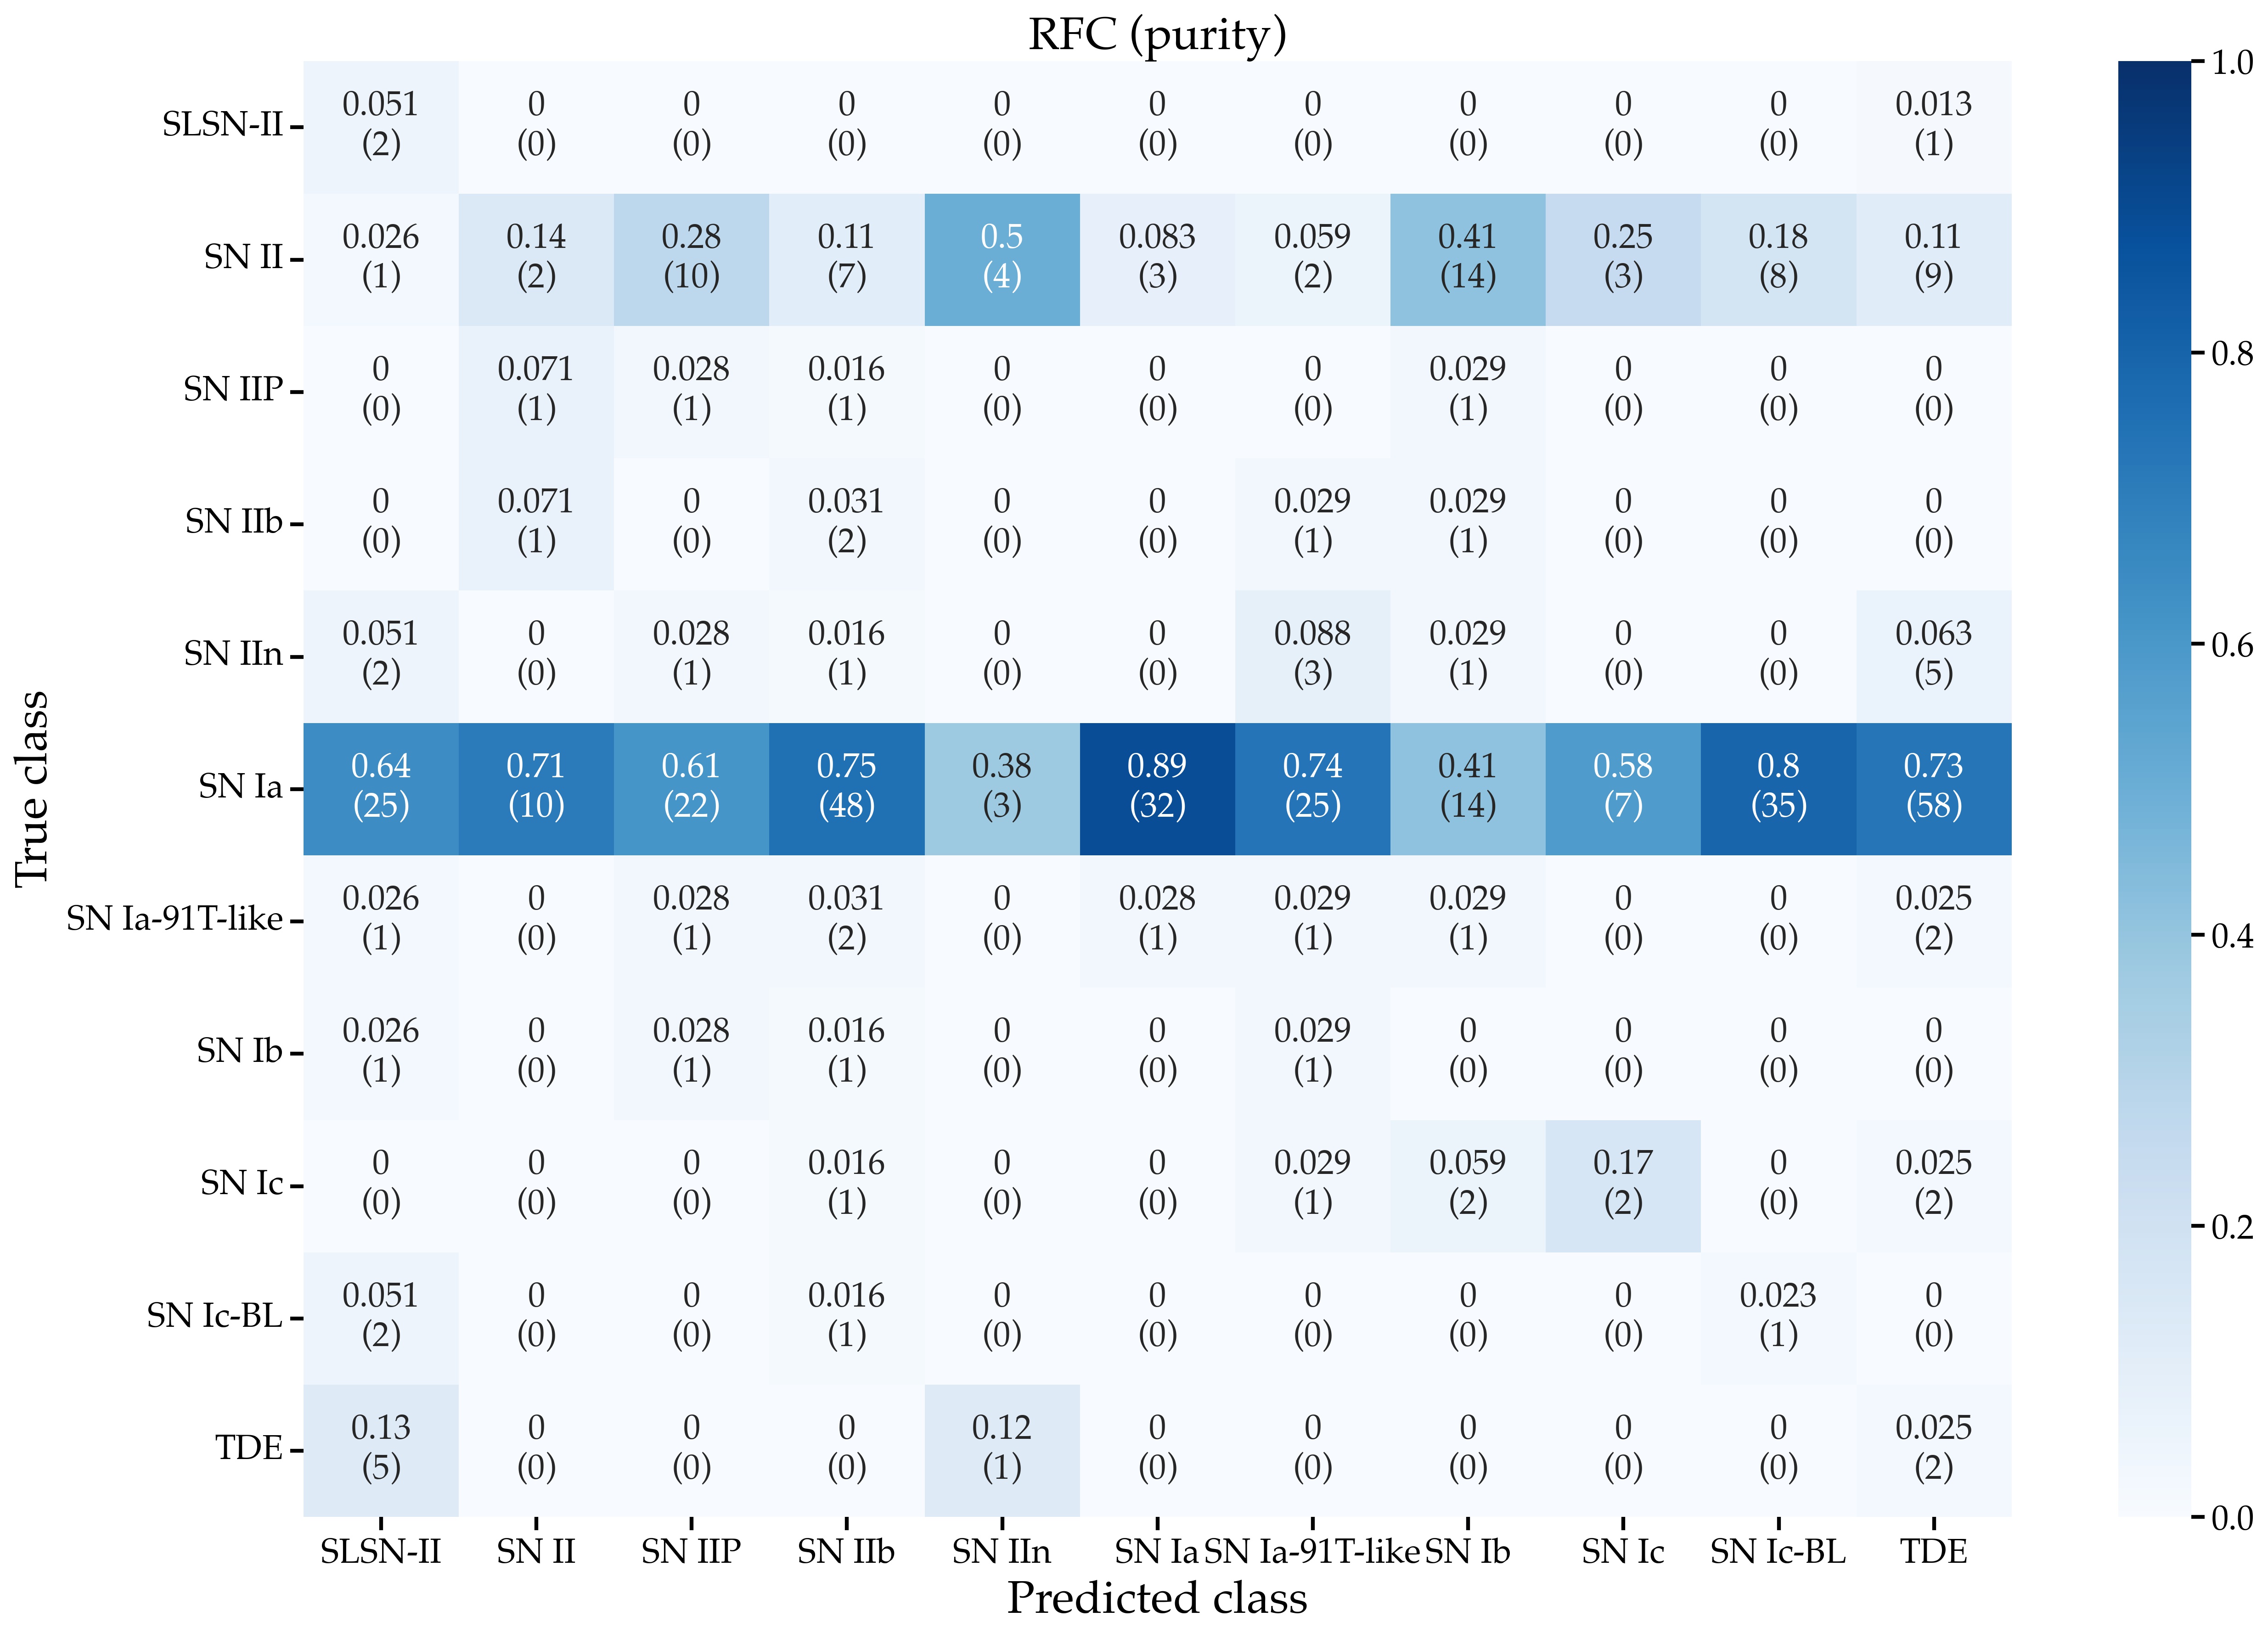 RFC (purity)
True class
SLSN-II 0.051 0 0 0 0 0 0 0 0 0 0.013
(2) (0) (0) (0) (0) (0) (0) (0) (0) (0) (1)
SN II 0.026 0.14 0.28 0.11 0.5 0.083 0.059 0.41 0.25 0.18 0.11
(1) (2) (10) (7) (4) (3) (2) (14) (3) (8) (9)
SN IIP 0 0.071 0.028 0.016 0 0 0 0.029 0 0 0
(0) (1) (1) (1) (0) (0) (0) (1) (0) (0) (0)
SN IIb 0 0.071 0 0.031 0 0 0.029 0.029 0 0 0
(0) (1) (0) (2) (0) (0) (1) (1) (0) (0) (0)
SN IIn 0.051 0 0.028 0.016 0 0 0.088 0.029 0 0 0.063
(2) (0) (1) (1) (0) (0) (3) (1) (0) (0) (5)
SN Ia 0.64 0.71 0.61 0.75 0.38 0.89 0.74 0.41 0.58 0.8 0.73
(25) (10) (22) (48) (3) (32) (25) (14) (7) (35) (58)
SN Ia-91T-like 0.026 0 0.028 0.031 0 0.028 0.029 0.029 0 0 0.025
(1) (0) (1) (2) (0) (1) (1) (1) (0) (0) (2)
SN Ib 0.026 0 0.028 0.016 0 0 0.029 0 0 0 0
(1) (0) (1) (1) (0) (0) (1) (0) (0) (0) (0)
SN Ic 0 0 0 0.016 0 0 0.029 0.059 0.17 0 0.025
(0) (0) (0) (1) (0) (0) (1) (2) (2) (0) (2)
SN Ic-BL 0.051 0 0 0.016 0 0 0 0 0 0.023 0
(2) (0) (0) (1) (0) (0) (0) (0) (0) (1) (0)
TDE 0.13 0 0 0 0.12 0 0 0 0 0 0.025
(5) (0) (0) (0) (1) (0) (0) (0) (0) (0) (2)
SLSN-II SN II SN IIP SN IIb SN IIn SN Ia SN Ia-91T-like SN Ib SN Ic SN Ic-BL TDE
Predicted class
1.0
0.8
0.6
0.4
0.2
0.0